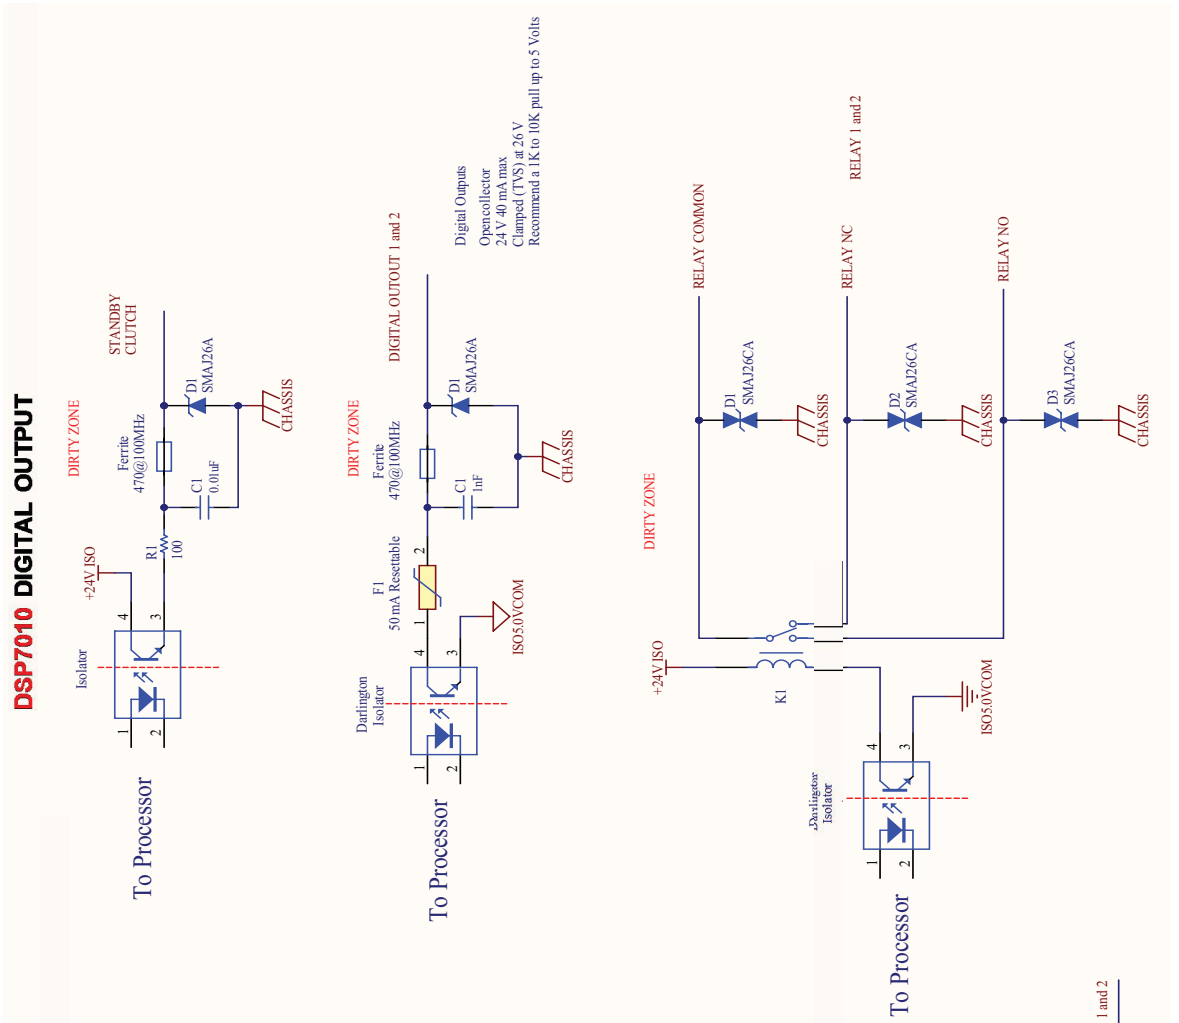 DSP7010 DIGITAL OUTPUT
To Processor
1
2
Isolator
4
3
+24V ISO
R1
100
DIRTY ZONE
Ferrite
470@100MHz
C1
0.01uF
STANDBY
CLUTCH
D1
SMAJ26A
CHASSIS
To Processor
1
2
Darlington
Isolator
4
3
1
F1
50 mA Resettable
2
ISO5.0VCOM
DIRTY ZONE
Ferrite
470@100MHz
C1
1nF
D1
SMAJ26A
CHASSIS
DIGITAL OUTOUT 1 and 2
Digital Outputs
Open collector
24 V 40 mA max
Clamped (TVS) at 26 V
Recommend a 1K to 10K pull up to 5 Volts
To Processor
1
2
Darlington
Isolator
4
3
ISO5.0VCOM
+24V ISO
K1
DIRTY ZONE
RELAY COMMON
D1
SMAJ26CA
CHASSIS
RELAY NC
D2
SMAJ26CA
CHASSIS
RELAY NO
D3
SMAJ26CA
CHASSIS
RELAY 1 and 2
1 and 2